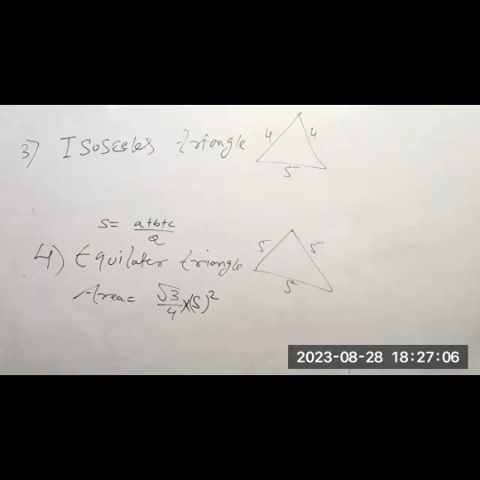 3) Isosceles triangle
4 4
5
s= a+b+c
2
4) Equilater triangle
5 5
5
Area= √3/4 x(5)²
2023-08-28 18:27:06